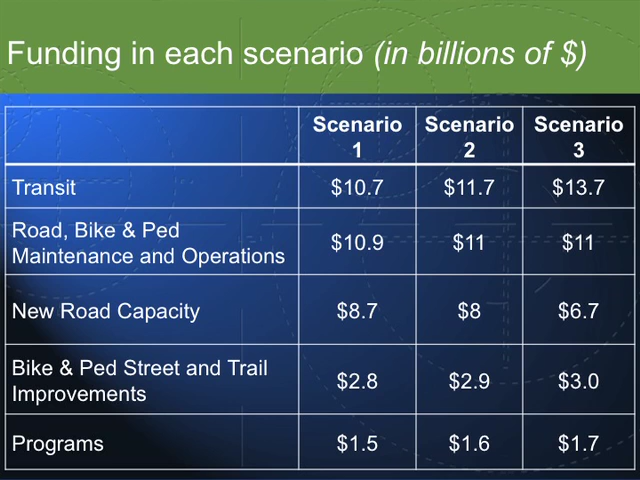 Funding in each scenario (in billions of $)
Scenario 1 Scenario 2 Scenario 3
Transit $10.7 $11.7 $13.7
Road, Bike & Ped
Maintenance and Operations $10.9 $11 $11
New Road Capacity $8.7 $8 $6.7
Bike & Ped Street and Trail
Improvements $2.8 $2.9 $3.0
Programs $1.5 $1.6 $1.7